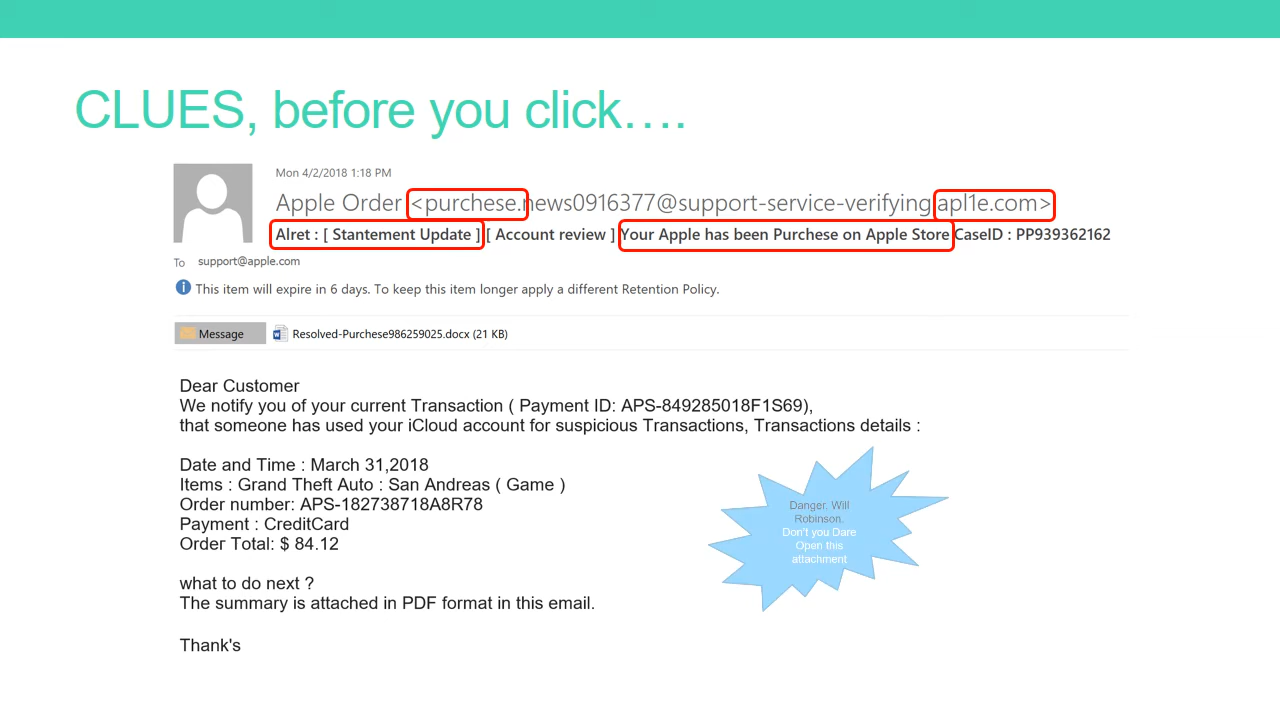 CLUES, before you click….
Mon 4/2/2018 1:18 PM
Apple Order <purchese.news0916377@support-service-verifying apl1e.com>
Alret : [ Stantement Update ] [ Account review ] Your Apple has been Purchese on Apple Store CaseID : PP939362162
To support@apple.com
This item will expire in 6 days. To keep this item longer apply a different Retention Policy.
Message Resolved-Purchese986259025.docx (21 KB)
Dear Customer
We notify you of your current Transaction ( Payment ID: APS-849285018F1S69),
that someone has used your iCloud account for suspicious Transactions, Transactions details :
Date and Time : March 31,2018
Items : Grand Theft Auto : San Andreas ( Game )
Order number: APS-182738718A8R78
Payment : CreditCard
Order Total: $ 84.12
what to do next ?
The summary is attached in PDF format in this email.
Thank's
Danger, Will
Robinson.
Don't you Dare
Open this
attachment